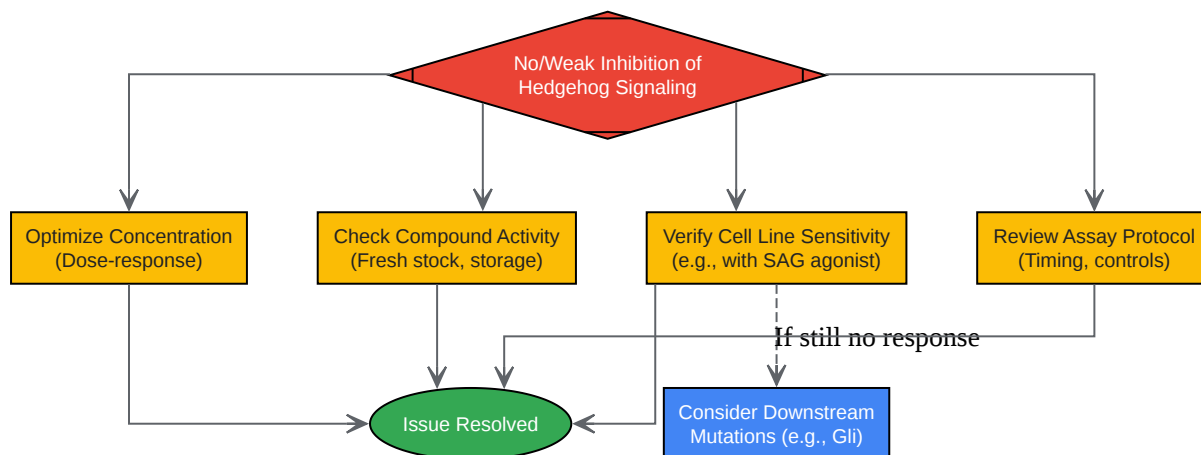 No/Weak Inhibition of
Hedgehog Signaling
Optimize Concentration
(Dose-response)
Check Compound Activity
(Fresh stock, storage)
Verify Cell Line Sensitivity
(e.g., with SAG agonist)
Review Assay Protocol
(Timing, controls)
If still no response
Issue Resolved
Consider Downstream
Mutations (e.g., Gli)